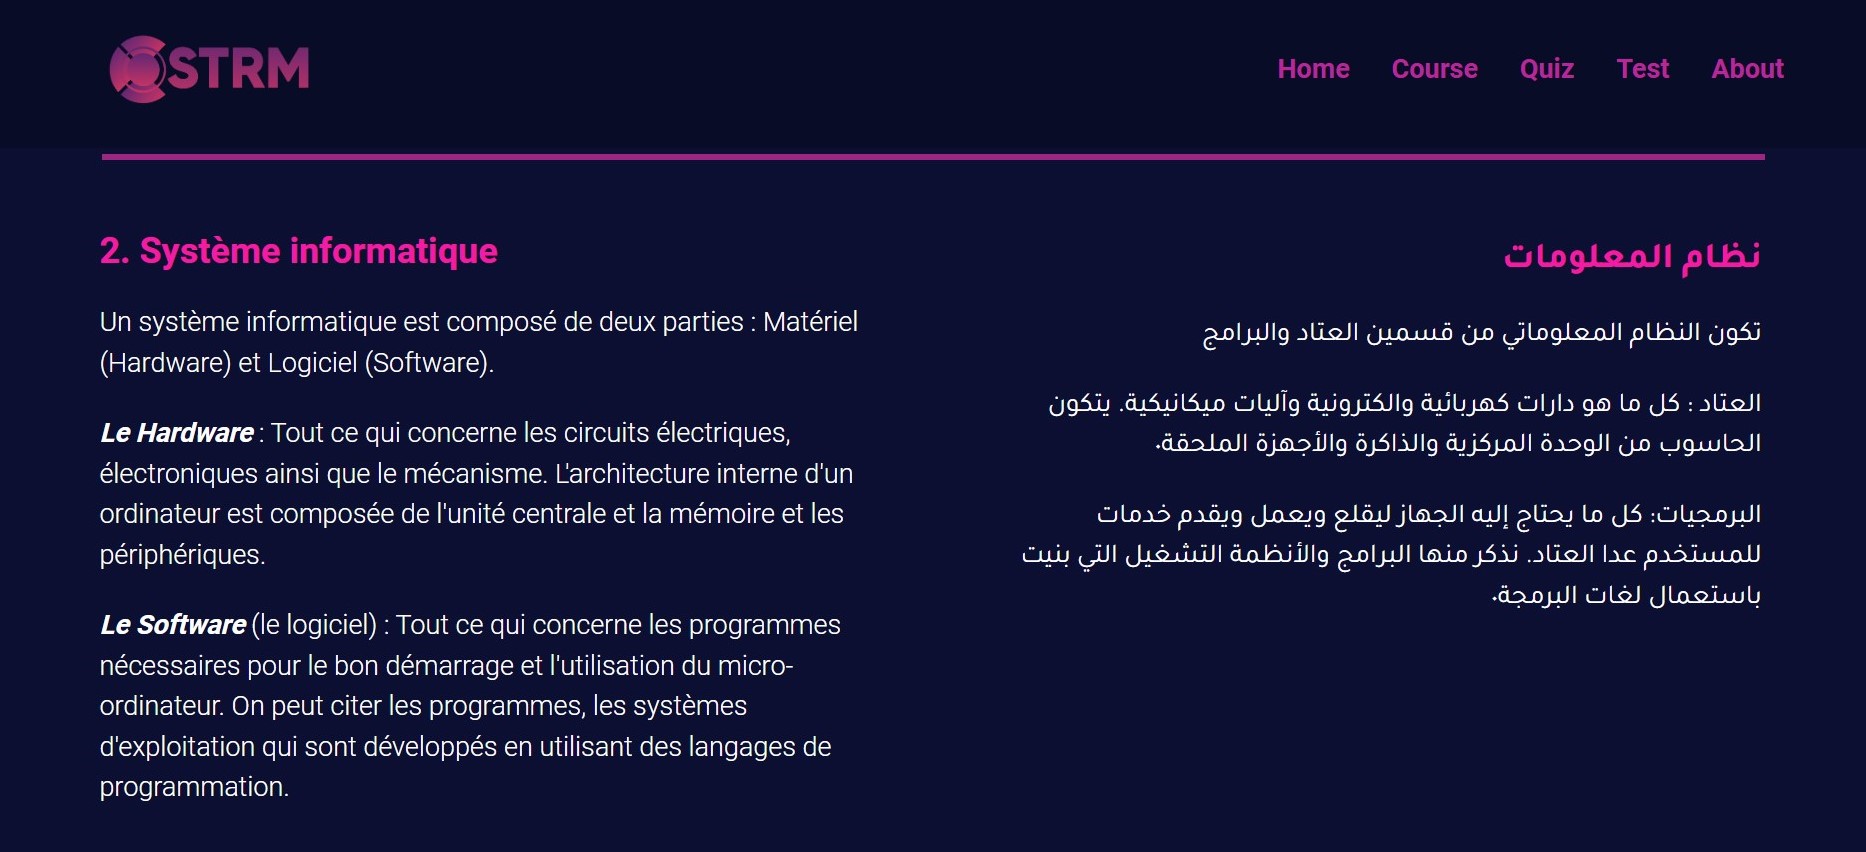 STRM
Home Course Quiz Test About
2. Système informatique
Un système informatique est composé de deux parties : Matériel
(Hardware) et Logiciel (Software).
Le Hardware : Tout ce qui concerne les circuits électriques,
électroniques ainsi que le mécanisme. L'architecture interne d'un
ordinateur est composée de l'unité centrale et la mémoire et les
périphériques.
Le Software (le logiciel) : Tout ce qui concerne les programmes
nécessaires pour le bon démarrage et l'utilisation du micro-
ordinateur. On peut citer les programmes, les systèmes
d'exploitation qui sont développés en utilisant des langages de
programmation.
نظام المعلومات
تكون النظام المعلوماتي من قسمين العتاد والبرامج
العتاد : كل ما هو دارات كهربائية والكترونية وآليات ميكانيكية. يتكون
الحاسوب من الوحدة المركزية والذاكرة والأجهزة الملحقة.
البرمجيات: كل ما يحتاج إليه الجهاز ليقلع ويعمل ويقدم خدمات
للمستخدم عدا العتاد. نذكر منها البرامج والأنظمة التشغيل التي بنيت
باستعمال لغات البرمجة.